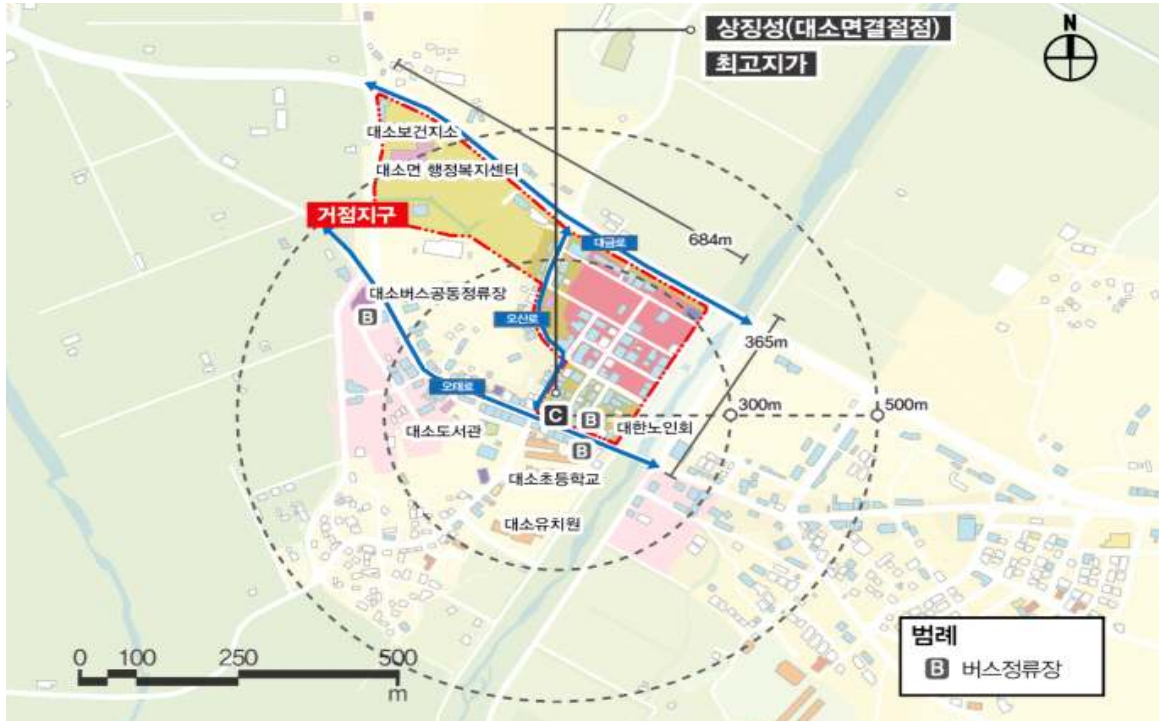 상징성(대소면결절점)
최고지가
N
대소보건지소
대소면 행정복지센터
거점지구
대금로
684m
대소버스공동정류장
B
오산로
365m
오태로
300m
500m
C
B
대한노인회
대소도서관
B
대소초등학교
대소유치원
범례
B 버스정류장
0 100 250 500
m